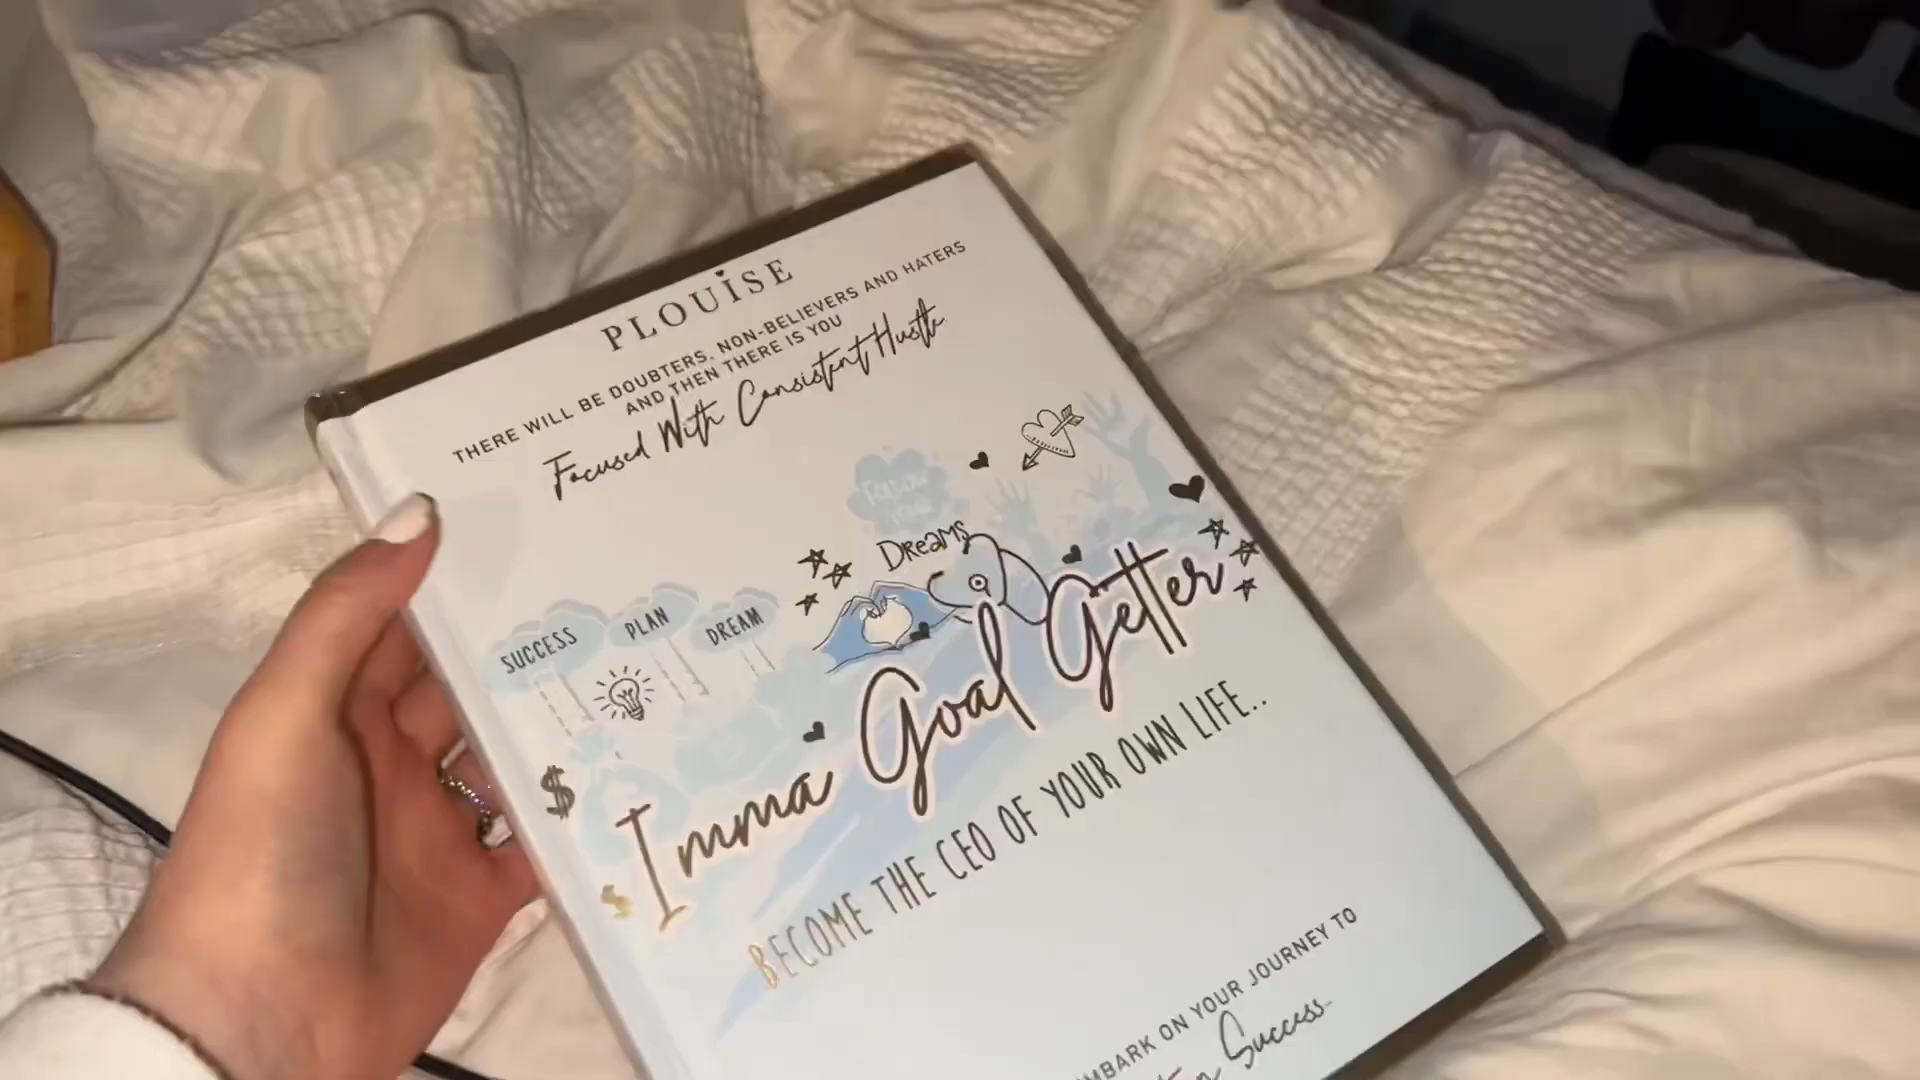 PLOUISE
THERE WILL BE DOUBTERS, NON-BELIEVERS AND HATERS
AND THEN THERE IS YOU
Focused With Consistent Hustle
Dreams
SUCCESS
PLAN
DREAM
$
Imma Goal Getter
$
BECOME THE CEO OF YOUR OWN LIFE..
EMBARK ON YOUR JOURNEY TO
Success